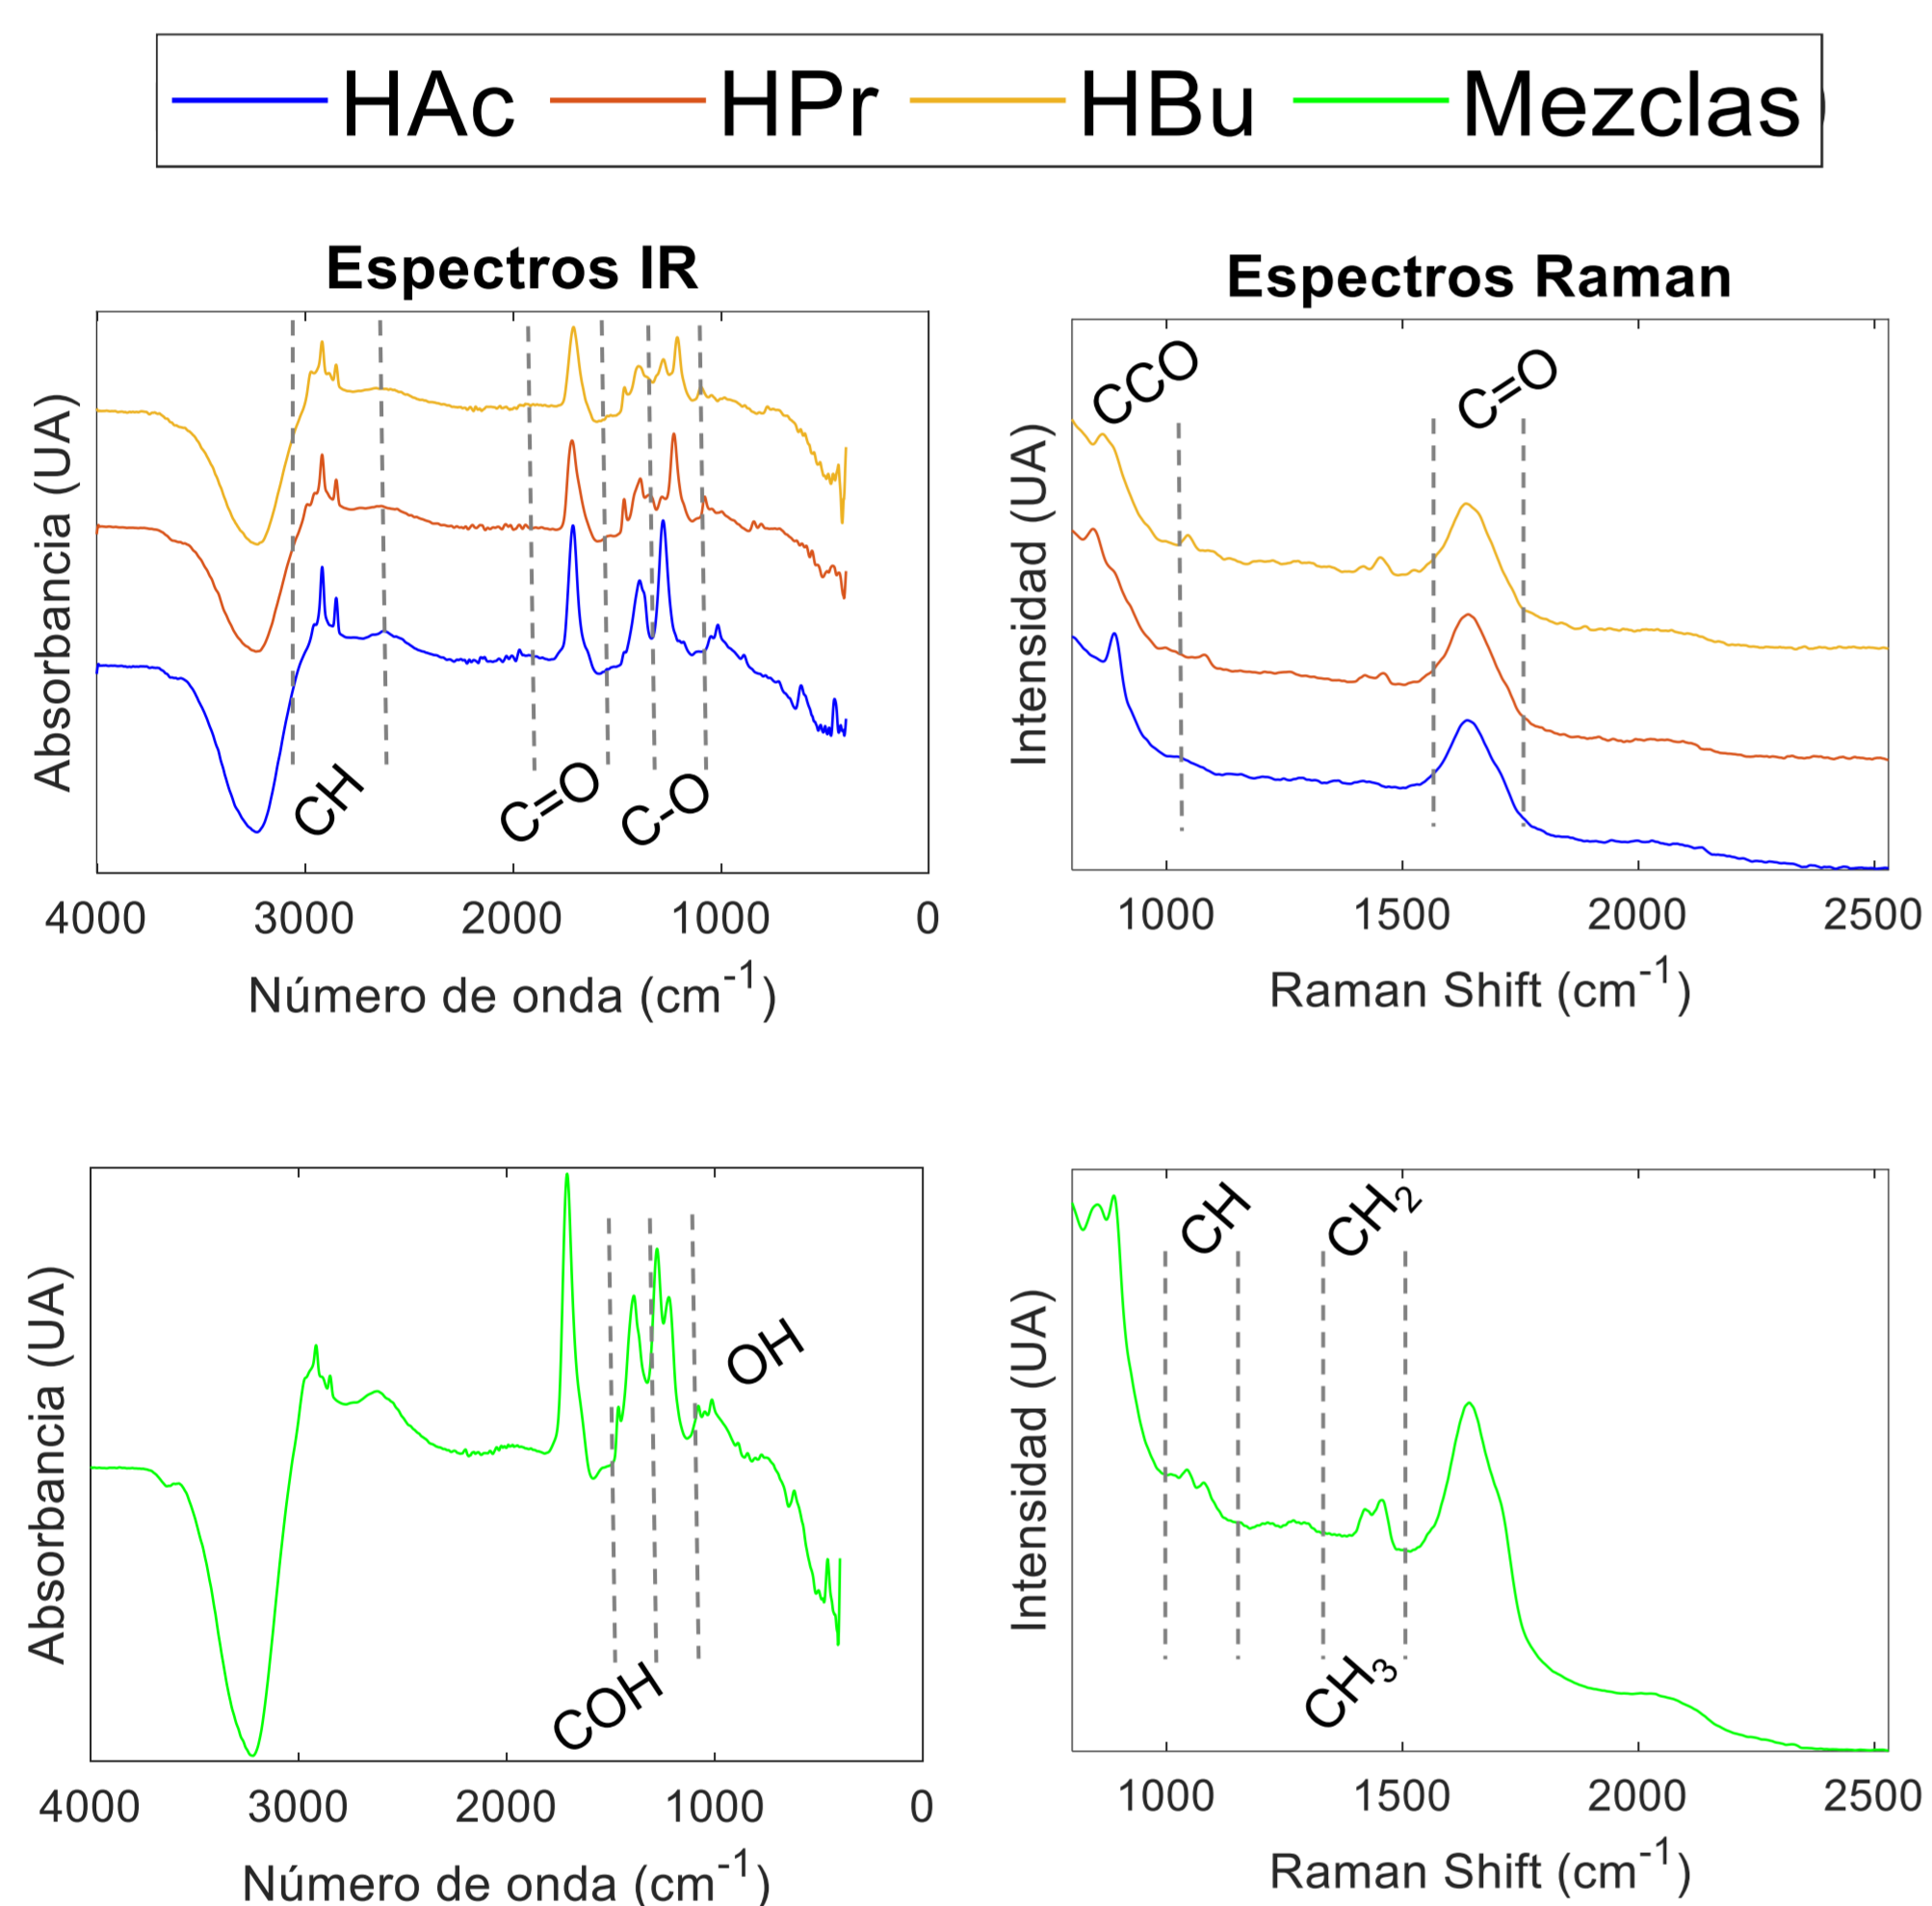 HAc HPr HBu Mezclas
Espectros IR
Absorbancia (UA)
CH C=O C-O
4000 3000 2000 1000 0
Número de onda (cm⁻¹)
Espectros Raman
Intensidad (UA)
CCO C=O
1000 1500 2000 2500
Raman Shift (cm⁻¹)
Absorbancia (UA)
OH
COH
4000 3000 2000 1000 0
Número de onda (cm⁻¹)
Intensidad (UA)
CH CH₂
CH₃
1000 1500 2000 2500
Raman Shift (cm⁻¹)